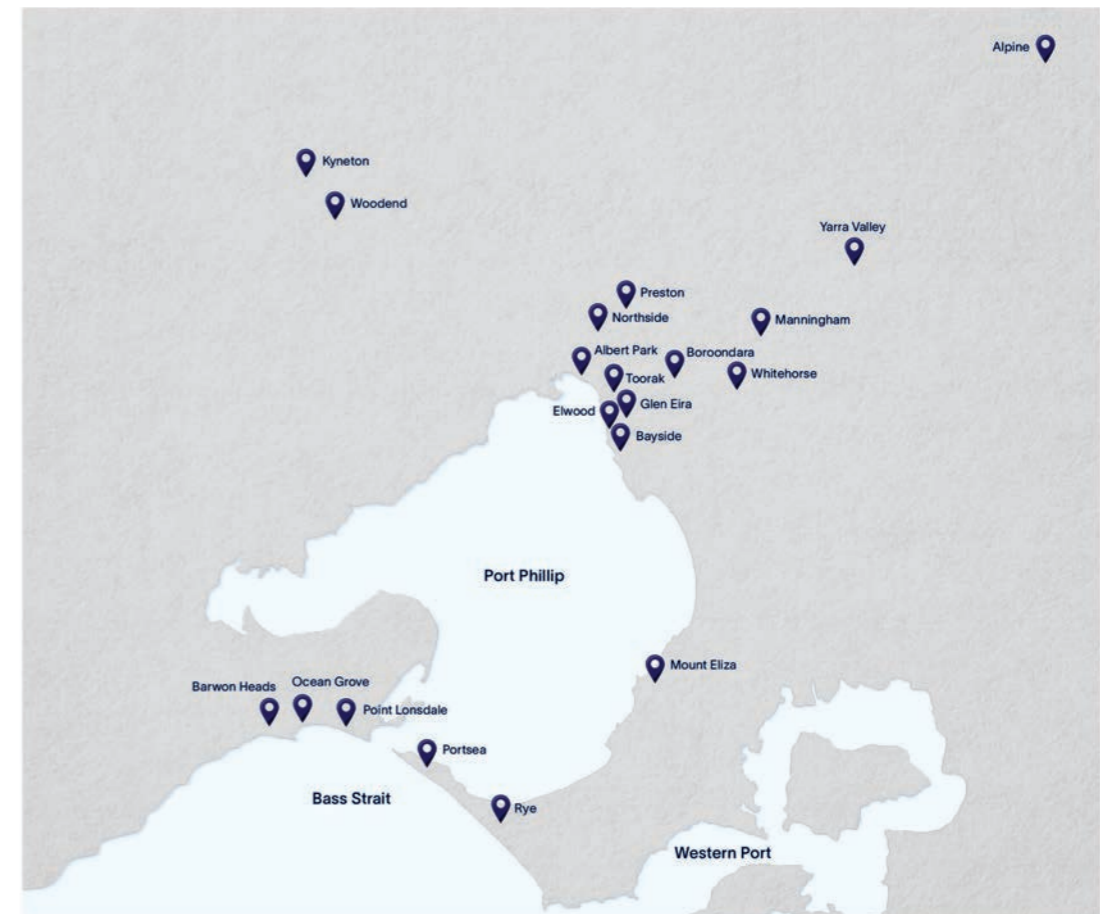 Alpine
Kyneton
Woodend
Yarra Valley
Preston
Northside
Manningham
Albert Park
Boroondara
Toorak
Whitehorse
Elwood
Glen Eira
Bayside
Port Phillip
Mount Eliza
Barwon Heads
Ocean Grove
Point Lonsdale
Portsea
Bass Strait
Rye
Western Port